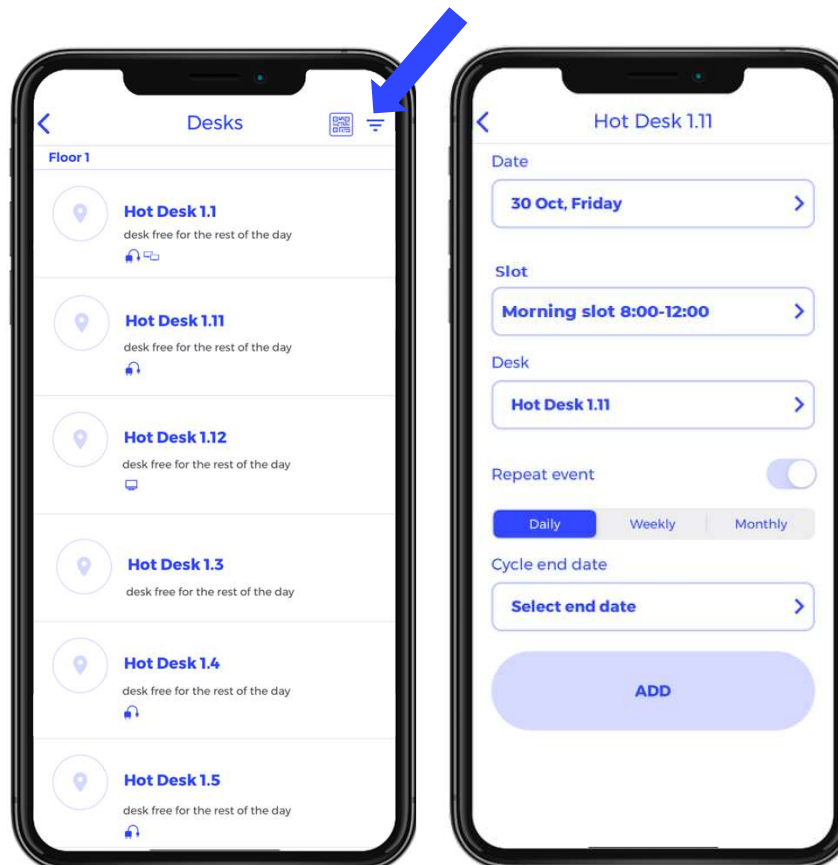 Desks
Floor 1
Hot Desk 1.1
desk free for the rest of the day
Hot Desk 1.11
desk free for the rest of the day
Hot Desk 1.12
desk free for the rest of the day
Hot Desk 1.3
desk free for the rest of the day
Hot Desk 1.4
desk free for the rest of the day
Hot Desk 1.5
desk free for the rest of the day
Hot Desk 1.11
Date
30 Oct, Friday
Slot
Morning slot 8:00-12:00
Desk
Hot Desk 1.11
Repeat event
Daily Weekly Monthly
Cycle end date
Select end date
ADD